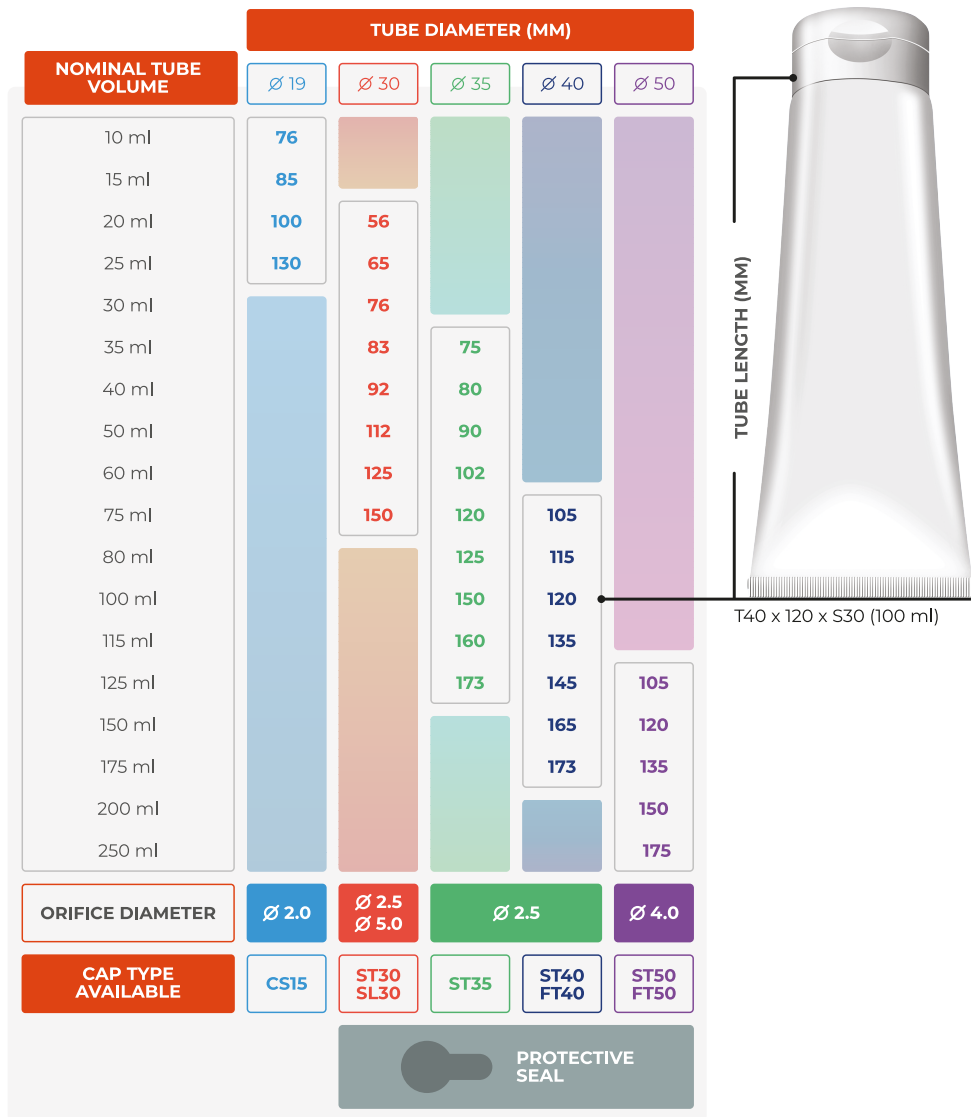 TUBE DIAMETER (MM)
NOMINAL TUBE
VOLUME
Ø 19 Ø 30 Ø 35 Ø 40 Ø 50
10 ml 76
15 ml 85
20 ml 100 56
25 ml 130 65
30 ml 76
35 ml 83 75
40 ml 92 80
50 ml 112 90
60 ml 125 102
75 ml 150 120 105
80 ml 125 115
100 ml 150 120
115 ml 160 135
125 ml 173 145 105
150 ml 165 120
175 ml 173 135
200 ml 150
250 ml 175
ORIFICE DIAMETER Ø 2.0 Ø 2.5 Ø 5.0 Ø 2.5 Ø 4.0
CAP TYPE
AVAILABLE
CS15
ST30
SL30
ST35
ST40
FT40
ST50
FT50
PROTECTIVE
SEAL
TUBE LENGTH (MM)
T40 x 120 x S30 (100 ml)